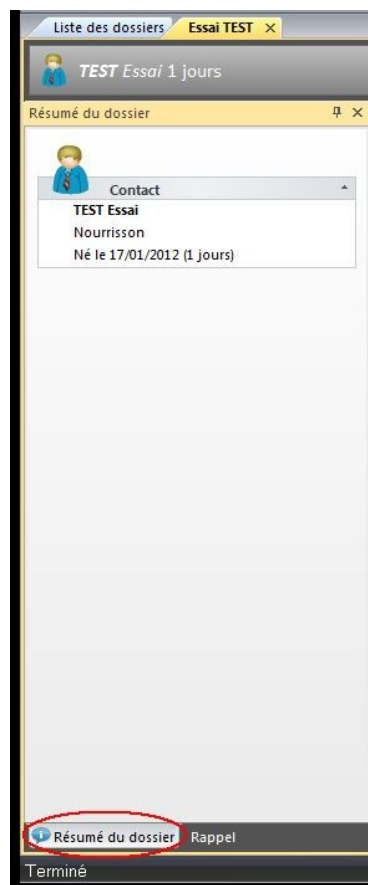 Liste des dossiers Essai TEST
TEST Essai 1 jours
Résumé du dossier
Contact
TEST Essai
Nourrisson
Né le 17/01/2012 (1 jours)
Résumé du dossier Rappel
Terminé